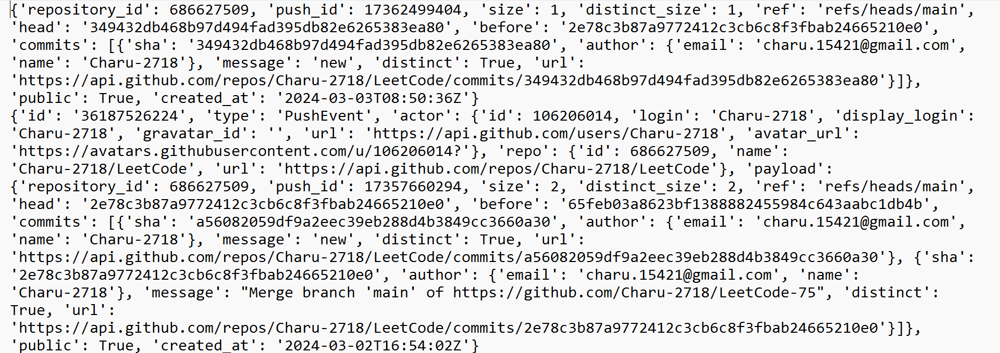 {'repository_id': 686627509, 'push_id': 17362499404, 'size': 1, 'distinct_size': 1, 'ref': 'refs/heads/main',
'head': '349432db468b97d494fad395db82e6265383ea80', 'before': '2e78c3b87a9772412c3cb6c8f3fbab24665210e0',
'commits': [{'sha': '349432db468b97d494fad395db82e6265383ea80', 'author': {'email': 'charu.15421@gmail.com',
'name': 'Charu-2718'}, 'message': 'new', 'distinct': True, 'url':
'https://api.github.com/repos/Charu-2718/LeetCode/commits/349432db468b97d494fad395db82e6265383ea80'}]},
'public': True, 'created_at': '2024-03-03T08:50:36Z'}
{'id': '36187526224', 'type': 'PushEvent', 'actor': {'id': 106206014, 'login': 'Charu-2718', 'display_login':
'Charu-2718', 'gravatar_id': '', 'url': 'https://api.github.com/users/Charu-2718', 'avatar_url':
'https://avatars.githubusercontent.com/u/106206014?'}, 'repo': {'id': 686627509, 'name':
'Charu-2718/LeetCode', 'url': 'https://api.github.com/repos/Charu-2718/LeetCode'}, 'payload':
{'repository_id': 686627509, 'push_id': 17357660294, 'size': 2, 'distinct_size': 2, 'ref': 'refs/heads/main',
'head': '2e78c3b87a9772412c3cb6c8f3fbab24665210e0', 'before': '65feb03a8623bf1388882455984c643aabc1db4b',
'commits': [{'sha': 'a56082059df9a2eec39eb288d4b3849cc3660a30', 'author': {'email': 'charu.15421@gmail.com',
'name': 'Charu-2718'}, 'message': 'new', 'distinct': True, 'url':
'https://api.github.com/repos/Charu-2718/LeetCode/commits/a56082059df9a2eec39eb288d4b3849cc3660a30'}, {'sha':
'2e78c3b87a9772412c3cb6c8f3fbab24665210e0', 'author': {'email': 'charu.15421@gmail.com', 'name':
'Charu-2718'}, 'message': "Merge branch 'main' of https://github.com/Charu-2718/LeetCode-75", 'distinct':
True, 'url':
'https://api.github.com/repos/Charu-2718/LeetCode/commits/2e78c3b87a9772412c3cb6c8f3fbab24665210e0'}]},
'public': True, 'created_at': '2024-03-02T16:54:02Z'}